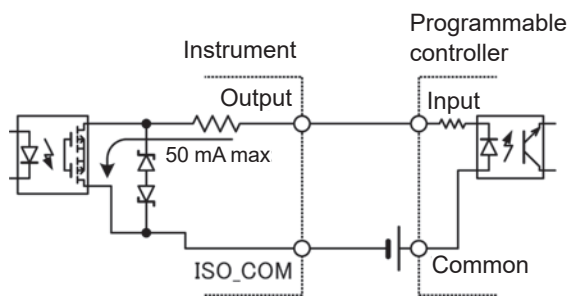 Programmable
controller
Instrument
Output
Input
50 mA max
ISO_COM
Common